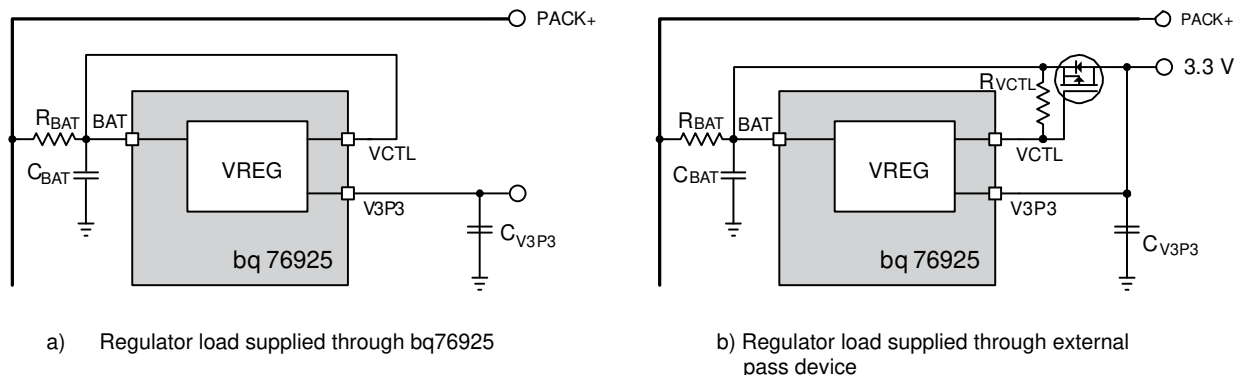 PACK+
RBAT
BAT
CBAT
VREG
VCTL
V3P3
CV3P3
bq 76925
a) Regulator load supplied through bq76925
PACK+
3.3 V
RVCTL
RBAT
BAT
CBAT
VREG
VCTL
V3P3
CV3P3
bq 76925
b) Regulator load supplied through external
pass device